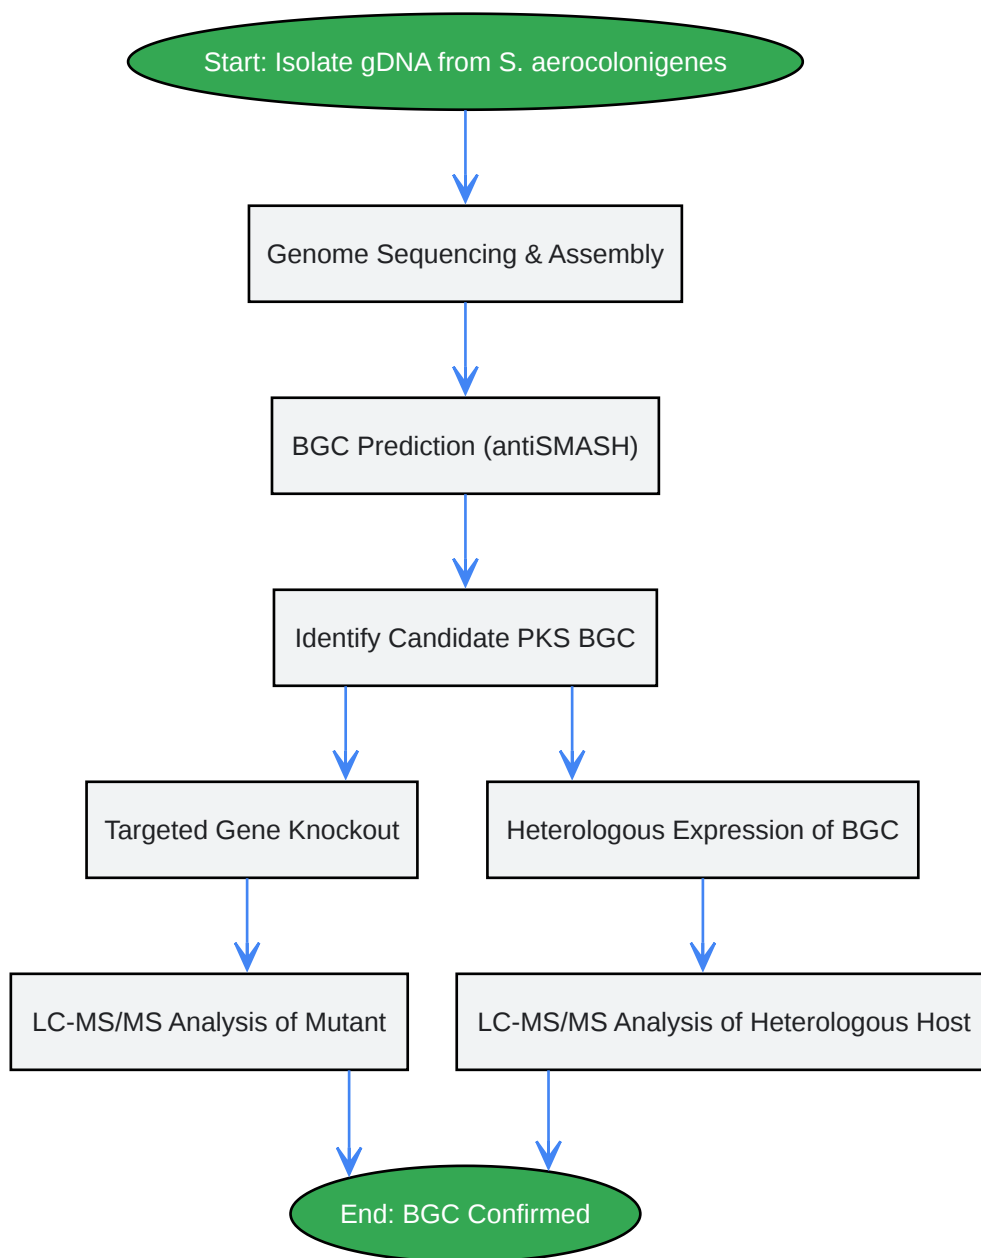 Start: Isolate gDNA from S. aerocolonigenes
Genome Sequencing & Assembly
BGC Prediction (antiSMASH)
Identify Candidate PKS BGC
Targeted Gene Knockout
Heterologous Expression of BGC
LC-MS/MS Analysis of Mutant
LC-MS/MS Analysis of Heterologous Host
End: BGC Confirmed